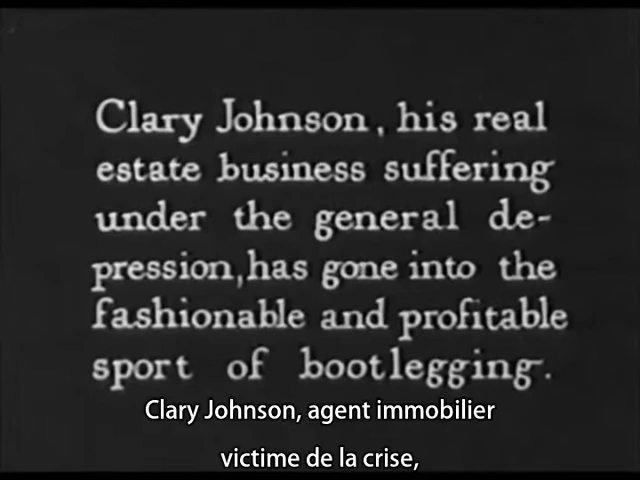 Clary Johnson, his real
estate business suffering
under the general de-
pression, has gone into the
fashionable and profitable
sport of bootlegging.
Clary Johnson, agent immobilier
victime de la crise,